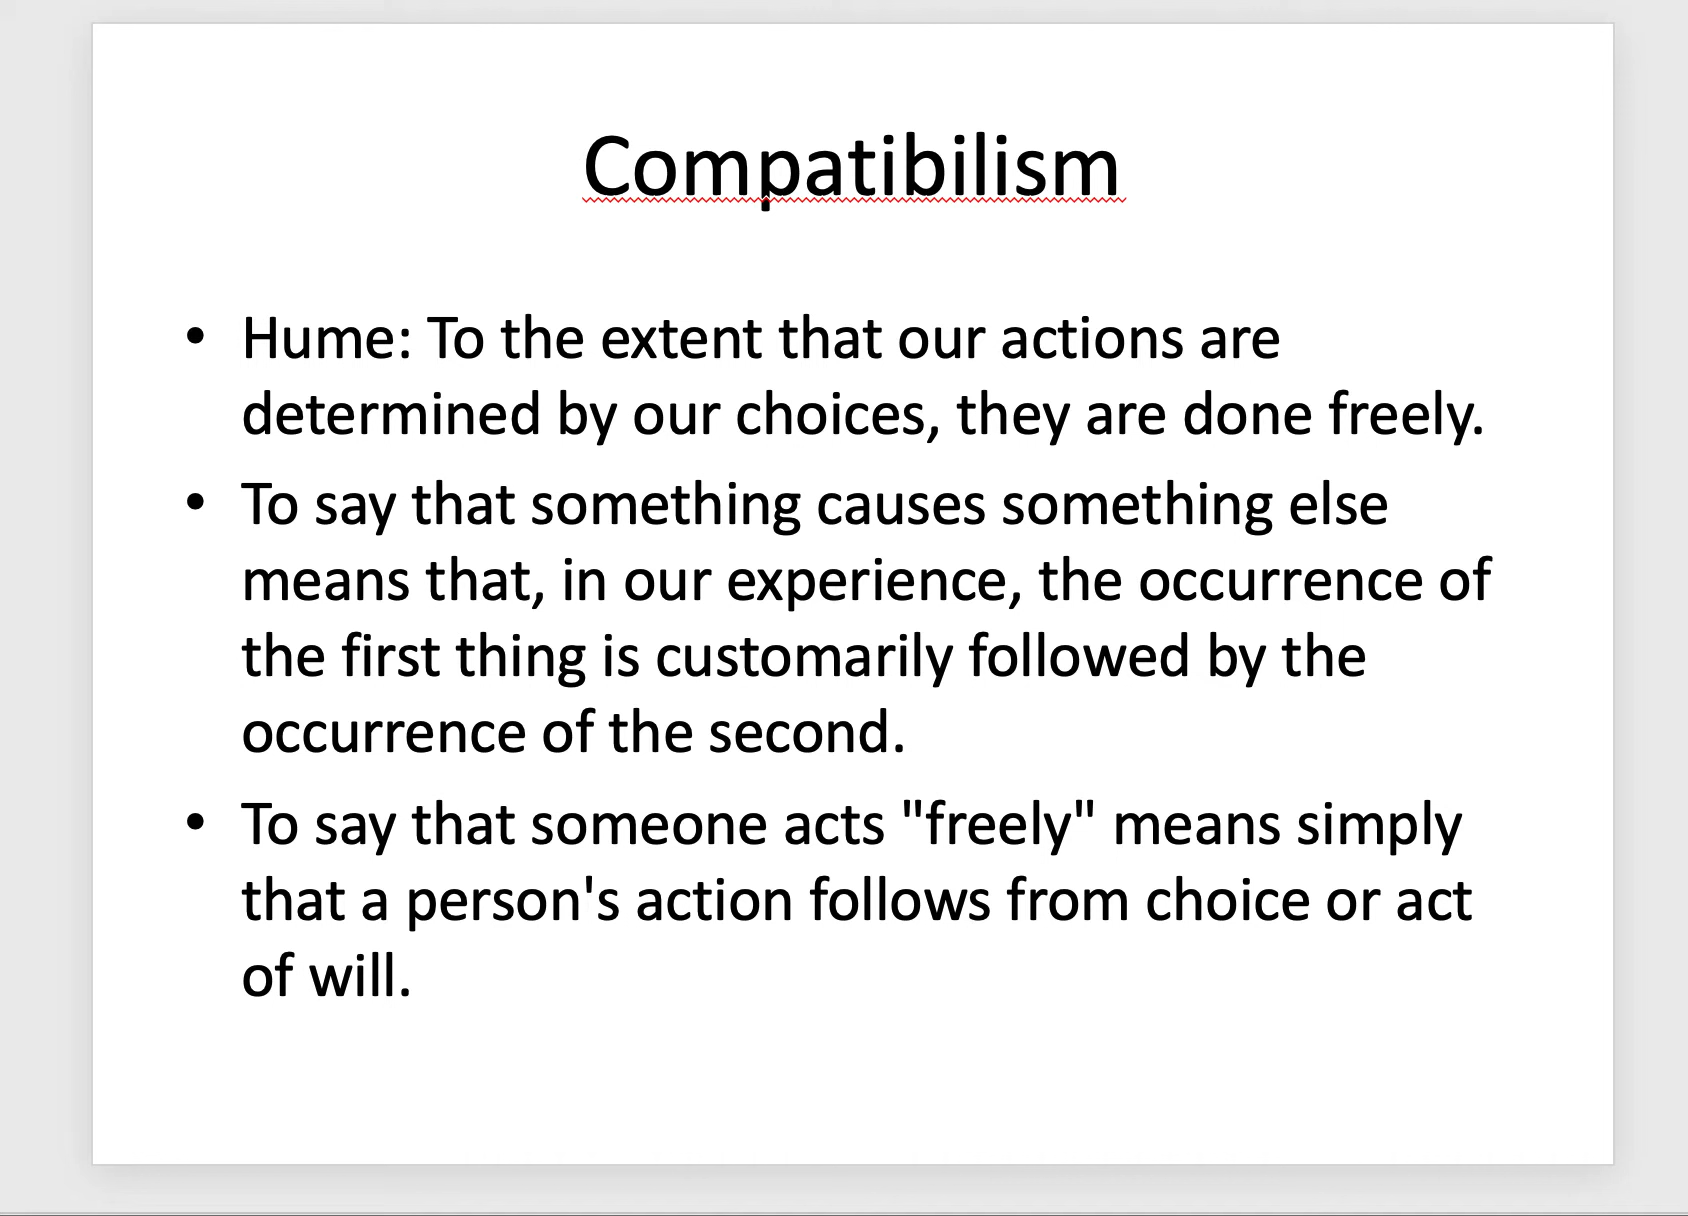 Compatibilism
• Hume: To the extent that our actions are
determined by our choices, they are done freely.
• To say that something causes something else
means that, in our experience, the occurrence of
the first thing is customarily followed by the
occurrence of the second.
• To say that someone acts "freely" means simply
that a person's action follows from choice or act
of will.